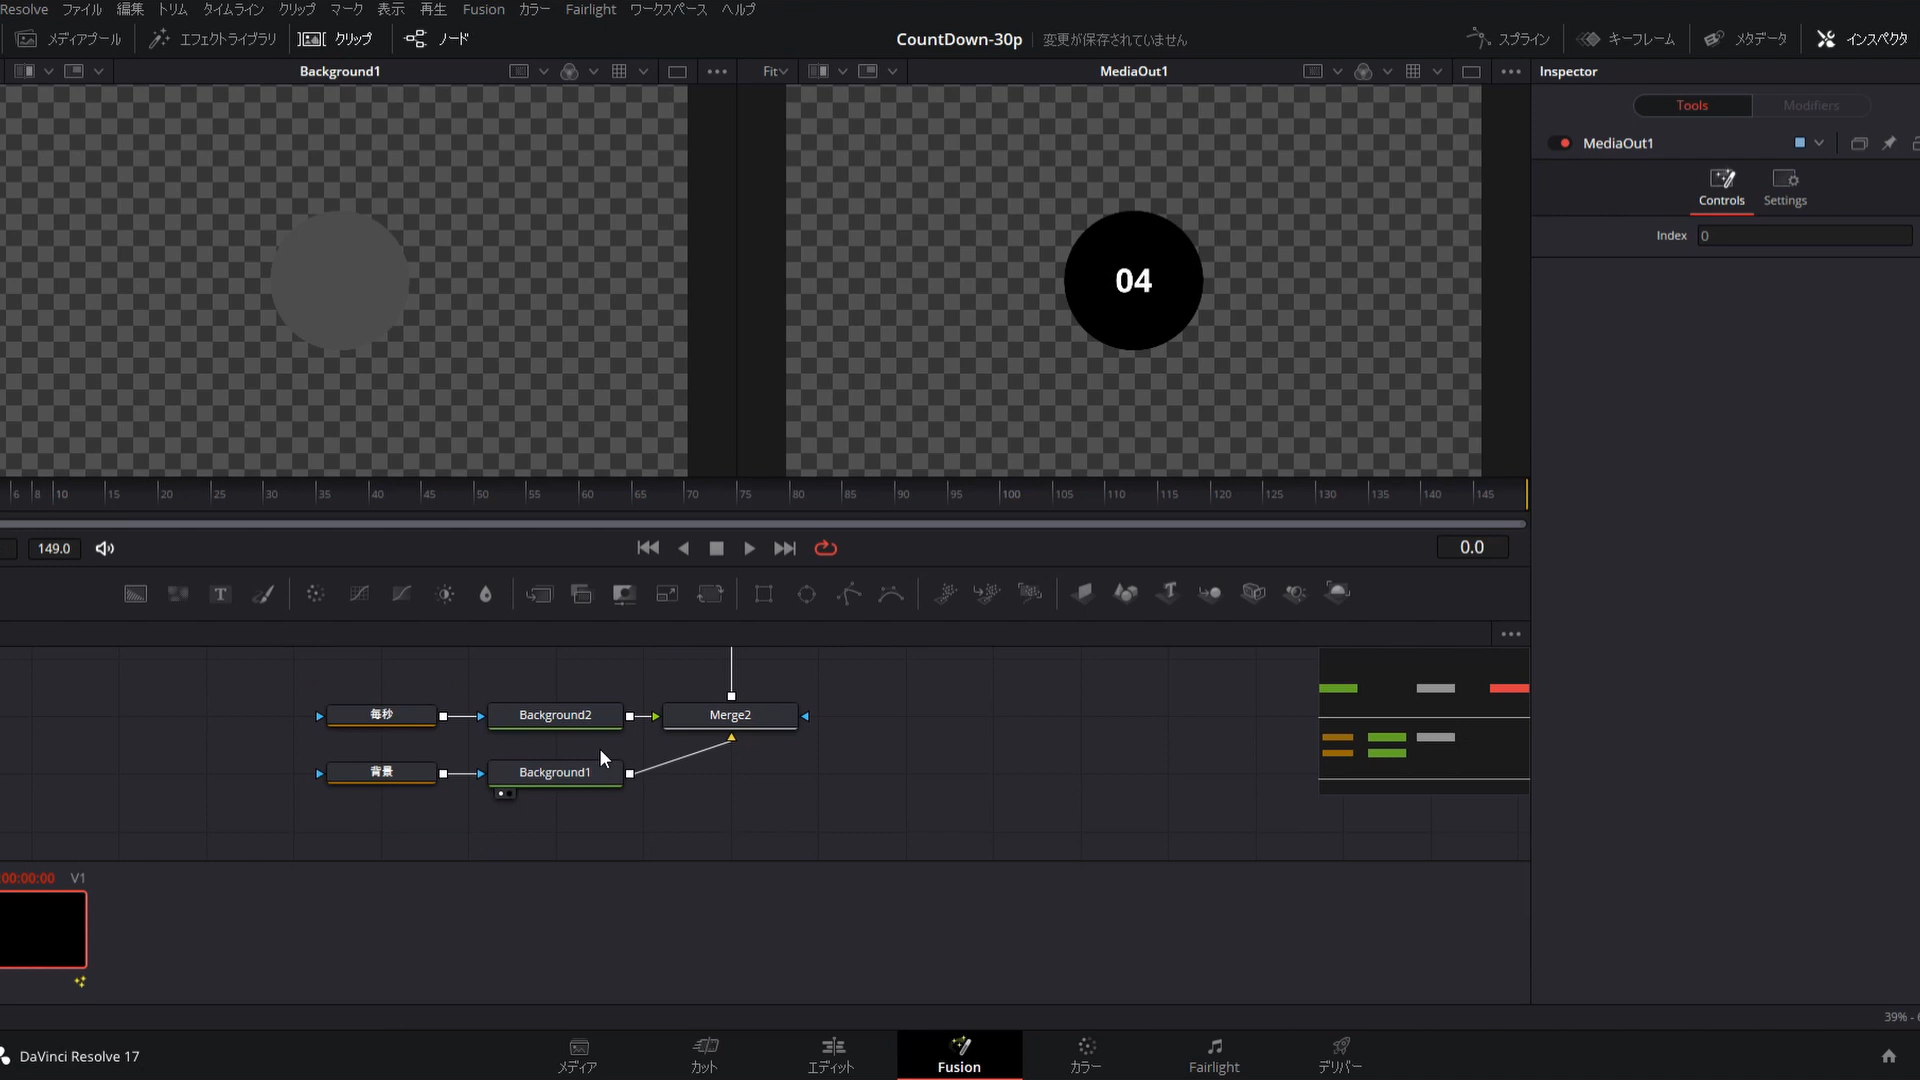 Resolve ファイル 編集 トリム タイムライン クリップ マーク 表示 再生 Fusion カラー Fairlight ワークスペース ヘルプ
メディアプール エフェクトライブラリ クリップ ノード CountDown-30p 変更が保存されていません スプライン キーフレーム メタデータ インスペクタ
Background1 Fit MediaOut1 Inspector
Tools Modifiers
MediaOut1
Controls Settings
Index 0
04
6 8 10 15 20 25 30 35 40 45 50 55 60 65 70 75 80 85 90 95 100 105 110 115 120 125 130 135 140 145
149.0 0.0
T T
毎秒 Background2 Merge2
背景 Background1
:00:00:00 V1
39% -
DaVinci Resolve 17 メディア カット エディット Fusion カラー Fairlight デリバー